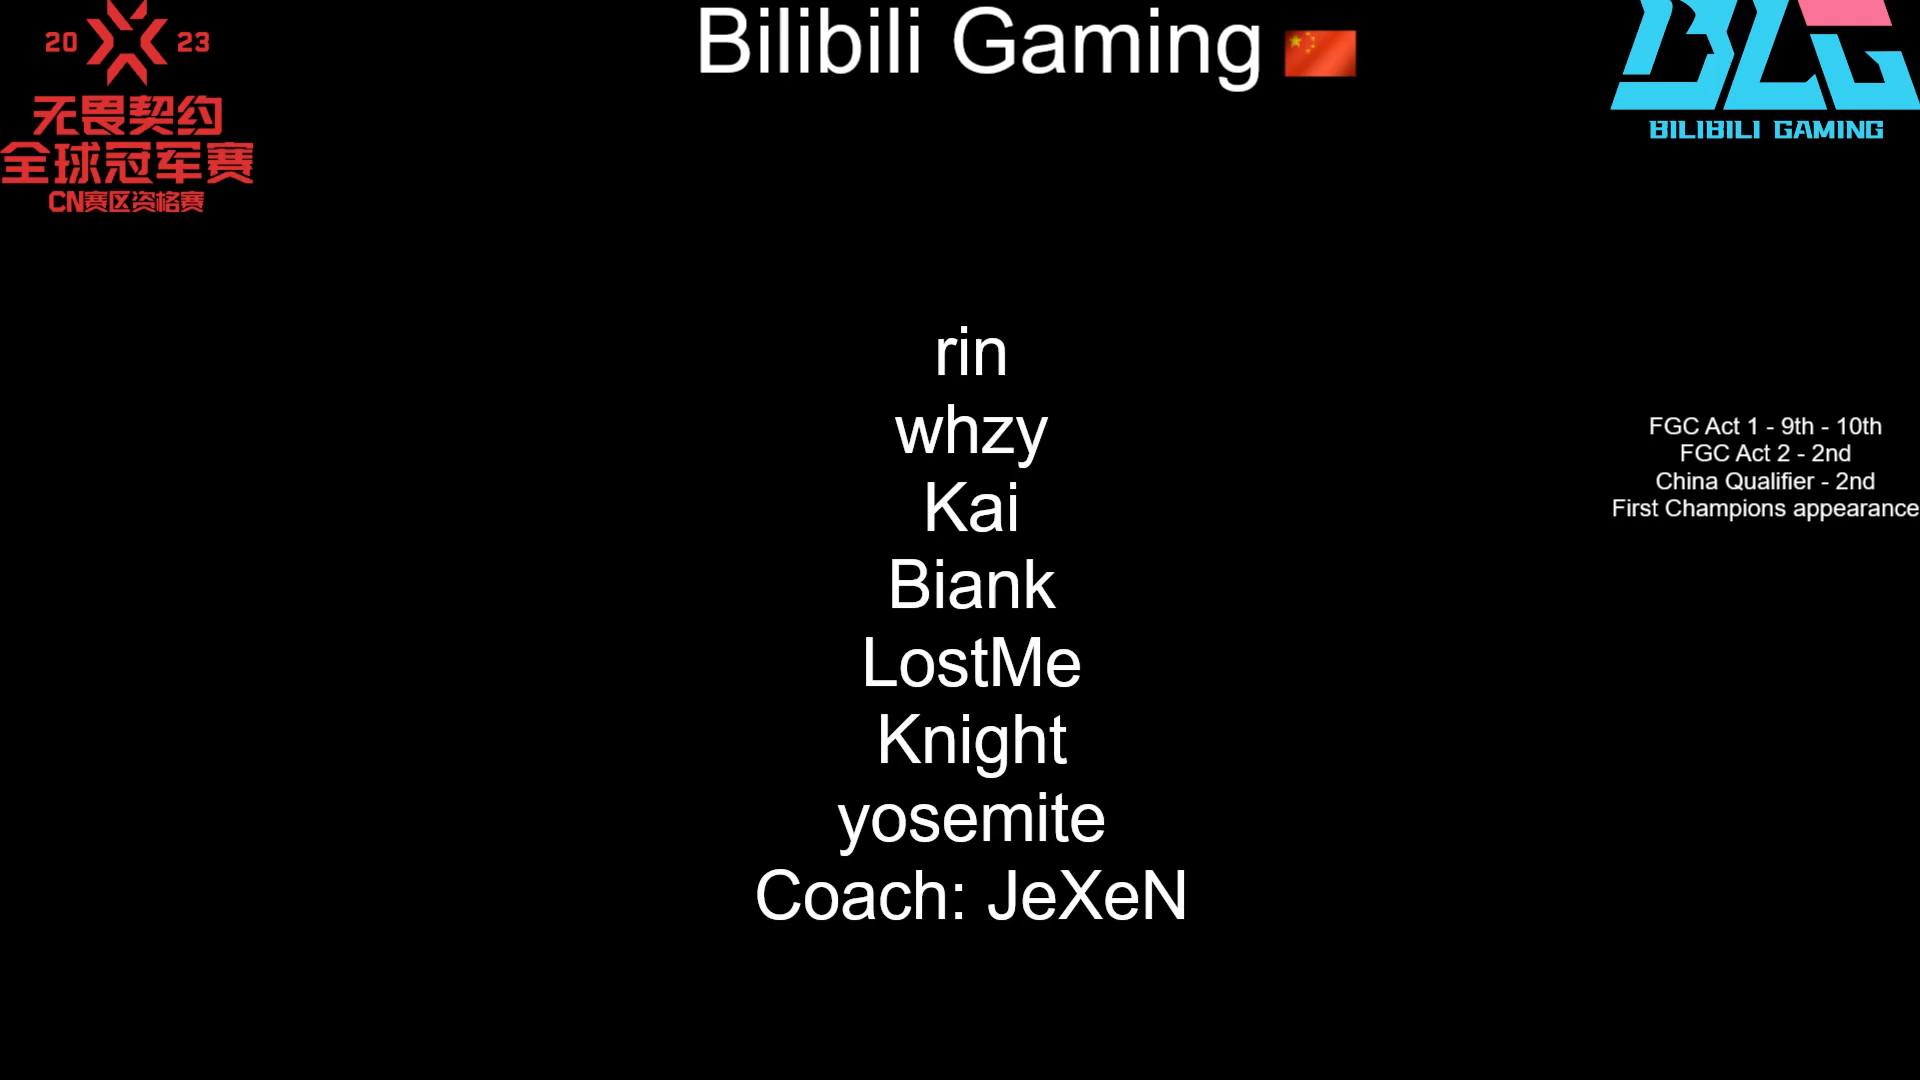 20 23
无畏契约
全球冠军赛
CN赛区资格赛
Bilibili Gaming
BLG
BILIBILI GAMING
rin
whzy
Kai
Biank
LostMe
Knight
yosemite
Coach: JeXeN
FGC Act 1 - 9th - 10th
FGC Act 2 - 2nd
China Qualifier - 2nd
First Champions appearance